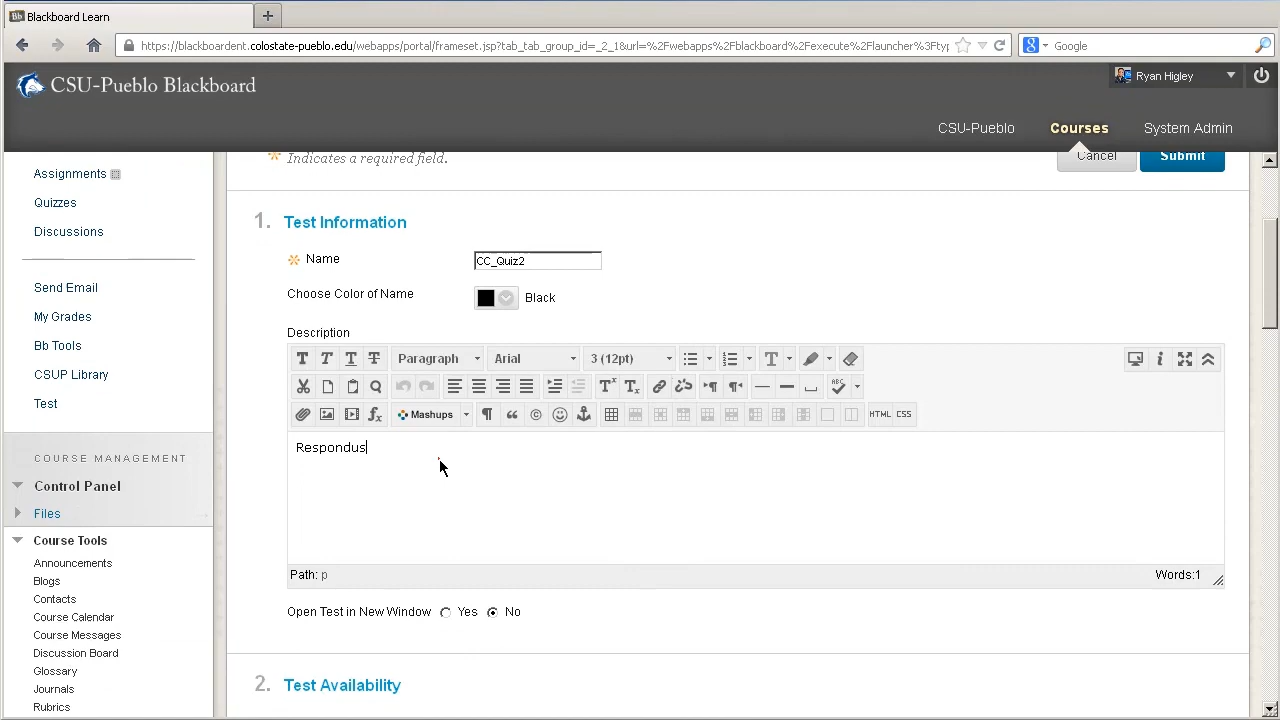 Blackboard Learn
https://blackboardent.colostate-pueblo.edu/webapps/portal/frameset.jsp?tab_tab_group_id=_2_1&url=%2Fwebapps%2Fblackboard%2Fexecute%2Flauncher%3Fty
Google
CSU-Pueblo Blackboard
Ryan Higley
CSU-Pueblo
Courses
System Admin
Assignments
Quizzes
Discussions
Send Email
My Grades
Bb Tools
CSUP Library
Test
COURSE MANAGEMENT
Control Panel
Files
Course Tools
Announcements
Blogs
Contacts
Course Calendar
Course Messages
Discussion Board
Glossary
Journals
Rubrics
Indicates a required field.
Cancel
Submit
1. Test Information
Name
CC_Quiz2
Choose Color of Name
Black
Description
T T T T Paragraph Arial 3 (12pt) T
Mashups
HTML CSS
Respondus
Path: p
Words:1
Open Test in New Window Yes No
2. Test Availability